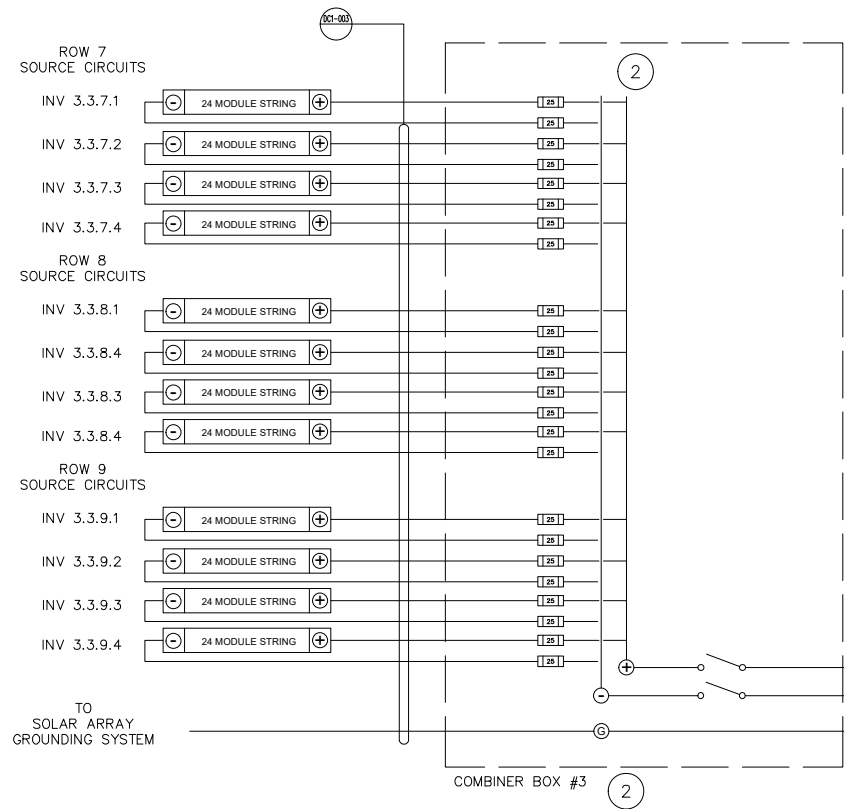 DC1-003
ROW 7
SOURCE CIRCUITS
2
INV 3.3.7.1 - 24 MODULE STRING + 25
25
INV 3.3.7.2 - 24 MODULE STRING + 25
25
INV 3.3.7.3 - 24 MODULE STRING + 25
25
INV 3.3.7.4 - 24 MODULE STRING + 25
25
ROW 8
SOURCE CIRCUITS
INV 3.3.8.1 - 24 MODULE STRING + 25
25
INV 3.3.8.4 - 24 MODULE STRING + 25
25
INV 3.3.8.3 - 24 MODULE STRING + 25
25
INV 3.3.8.4 - 24 MODULE STRING + 25
25
ROW 9
SOURCE CIRCUITS
INV 3.3.9.1 - 24 MODULE STRING + 25
25
INV 3.3.9.2 - 24 MODULE STRING + 25
25
INV 3.3.9.3 - 24 MODULE STRING + 25
25
INV 3.3.9.4 - 24 MODULE STRING + 25
25
+
-
TO
SOLAR ARRAY
GROUNDING SYSTEM
G
COMBINER BOX #3
2